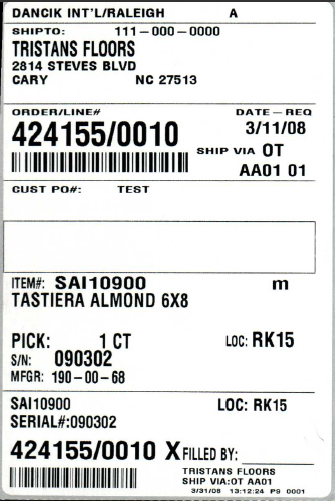 DANCIK INT'L/RALEIGH A
SHIPTO: 111-000-0000
TRISTANS FLOORS
2814 STEVES BLVD
CARY NC 27513
ORDER/LINE# DATE-REQ
424155/0010 3/11/08
SHIP VIA OT
AA01 01
CUST PO#: TEST
ITEM#: SAI10900 m
TASTIERA ALMOND 6X8
PICK: 1 CT LOC: RK15
S/N: 090302
MFGR: 190-00-68
SAI10900 LOC: RK15
SERIAL#:090302
424155/0010 X FILLED BY:
TRISTANS FLOORS
SHIP VIA:OT AA01
3/31/08 13:12:24 P9 0001